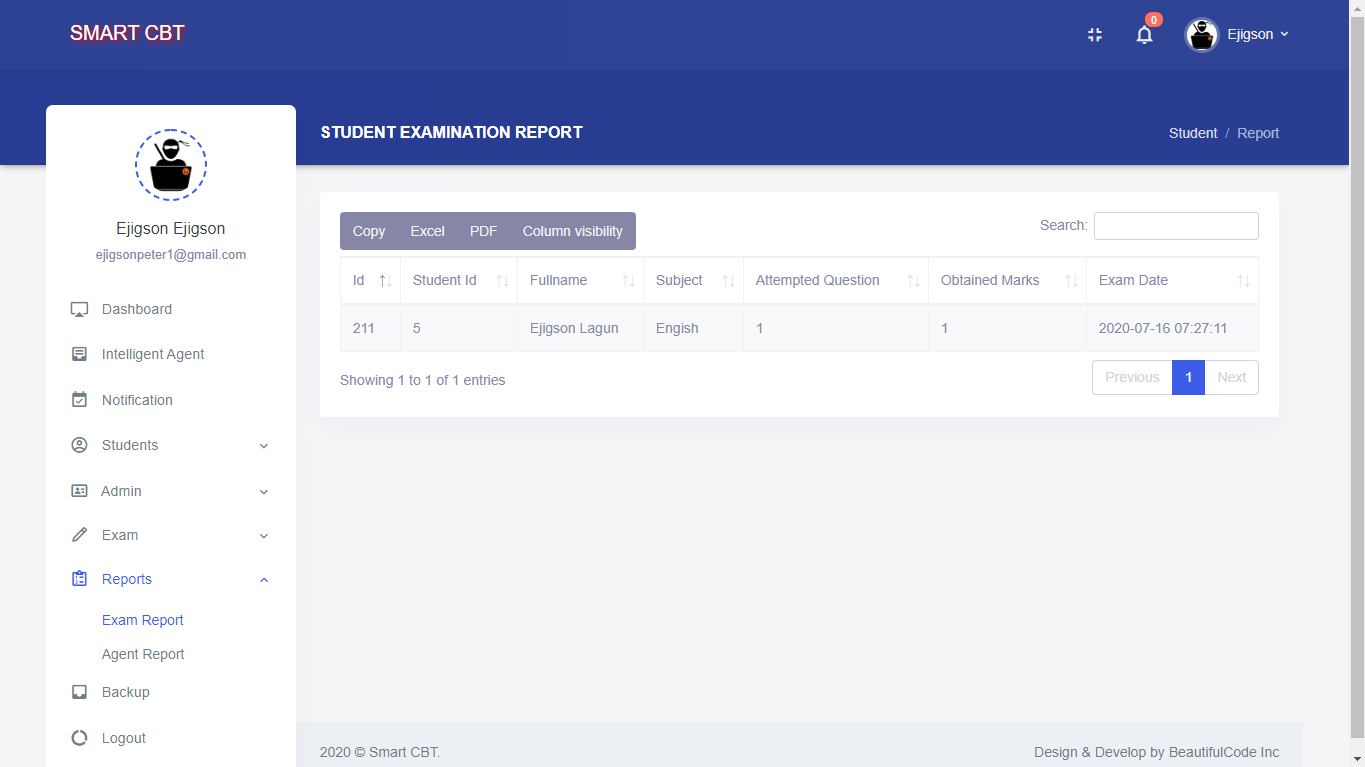 SMART CBT
0
Ejigson
STUDENT EXAMINATION REPORT
Student / Report
Ejigson Ejigson
ejigsonpeter1@gmail.com
Dashboard
Intelligent Agent
Notification
Students
Admin
Exam
Reports
Exam Report
Agent Report
Backup
Logout
Copy Excel PDF Column visibility
Search:
Id Student Id Fullname Subject Attempted Question Obtained Marks Exam Date
211 5 Ejigson Lagun Engish 1 1 2020-07-16 07:27:11
Showing 1 to 1 of 1 entries
Previous 1 Next
2020 © Smart CBT.
Design & Develop by BeautifulCode Inc